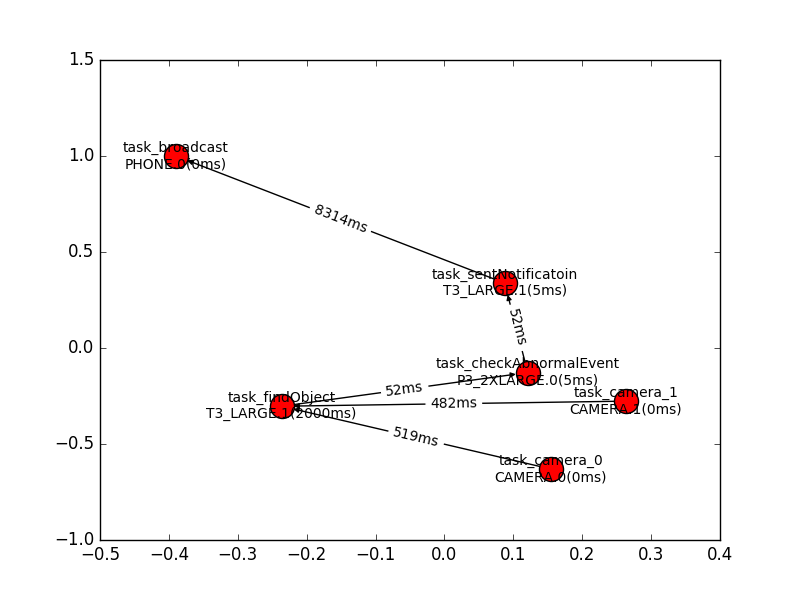 1.5
task_broadcast
1.0
PHONE.0(0ms)
8314ms
0.5
task_sentNotificatoin
T3_LARGE.1(5ms)
52ms
0.0
task_checkAbnormalEvent
52ms
P3_2XLARGE.0(5ms)
task_camera_1
task_findObject
482ms
CAMERA.1(0ms)
T3_LARGE.1(2000ms)
519ms
−0.5
task_camera_0
CAMERA.0(0ms)
−1.0
−0.5 −0.4 −0.3 −0.2 −0.1 0.0 0.1 0.2 0.3 0.4